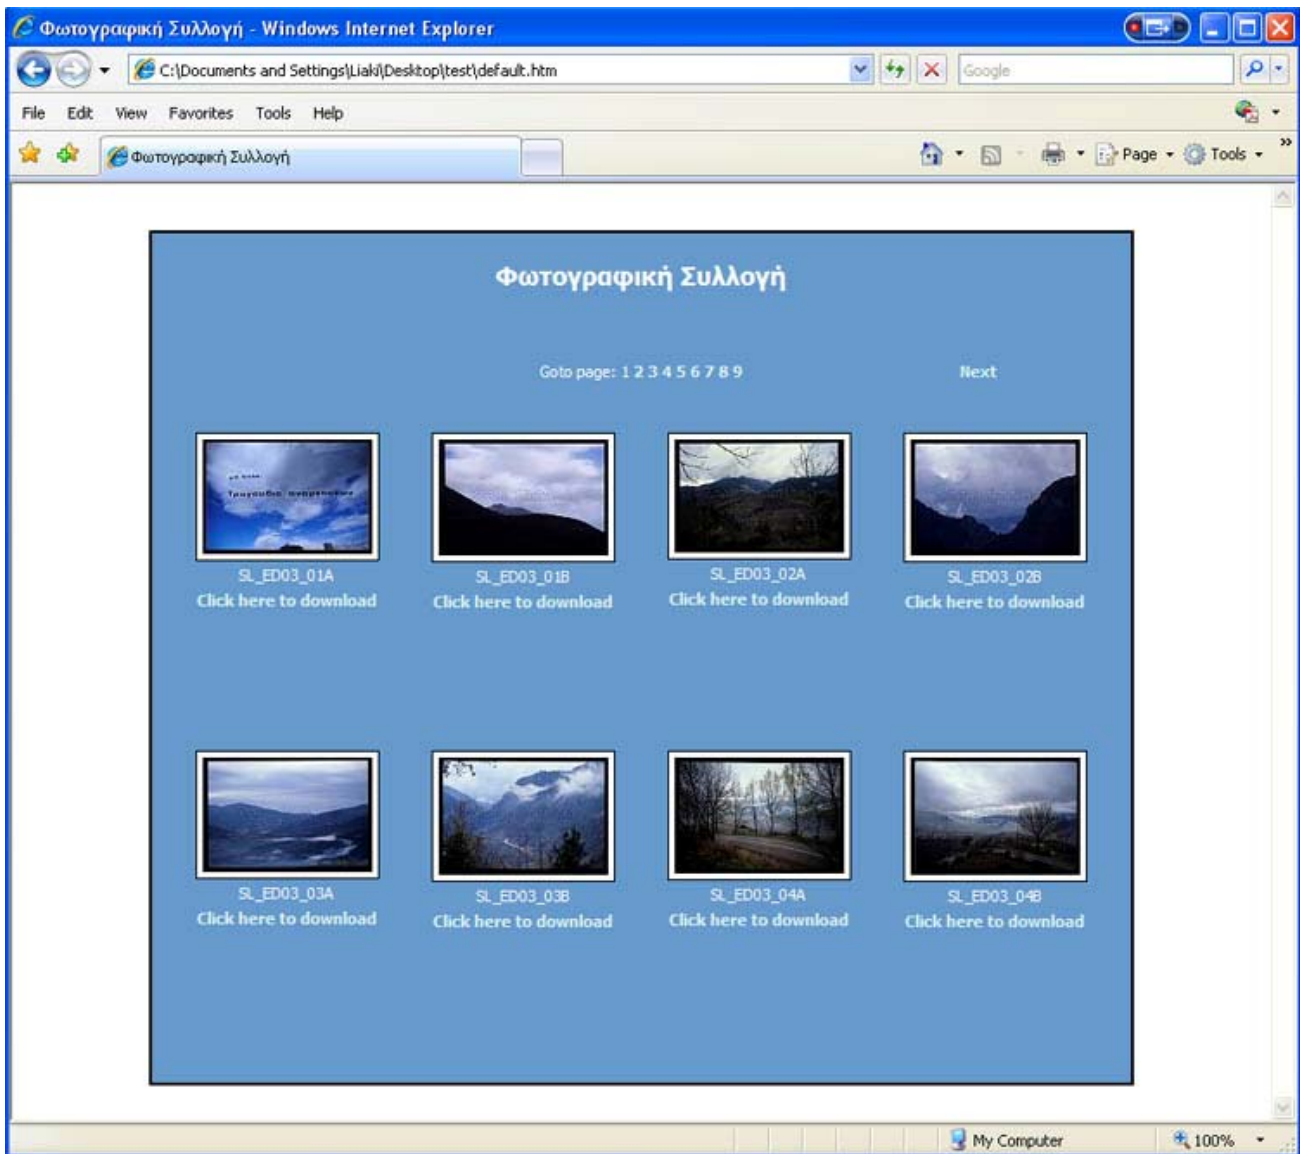 Φωτογραφική Συλλογή - Windows Internet Explorer
C:\Documents and Settings\Liaki\Desktop\test\default.htm
Google
File Edit View Favorites Tools Help
Φωτογραφική Συλλογή
Page Tools
Φωτογραφική Συλλογή
Goto page: 1 2 3 4 5 6 7 8 9 Next
SL_ED03_01A SL_ED03_01B SL_ED03_02A SL_ED03_02B
Click here to download Click here to download Click here to download Click here to download
SL_ED03_03A SL_ED03_03B SL_ED03_04A SL_ED03_04B
Click here to download Click here to download Click here to download Click here to download
My Computer 100%